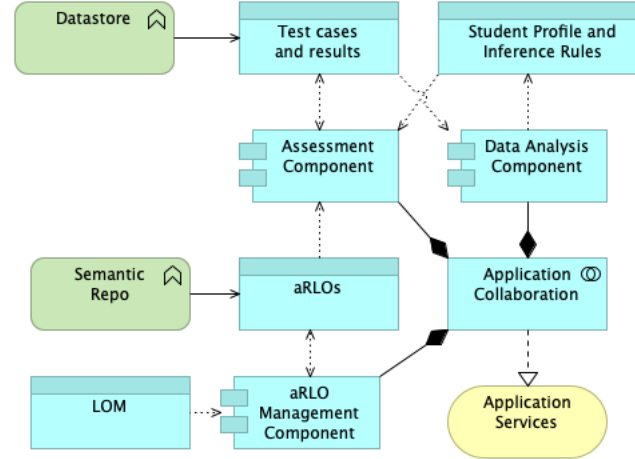 Datastore
Test cases
and results
Student Profile and
Inference Rules
Assessment
Component
Data Analysis
Component
Semantic
Repo
aRLOs
Application
Collaboration
LOM
aRLO
Management
Component
Application
Services